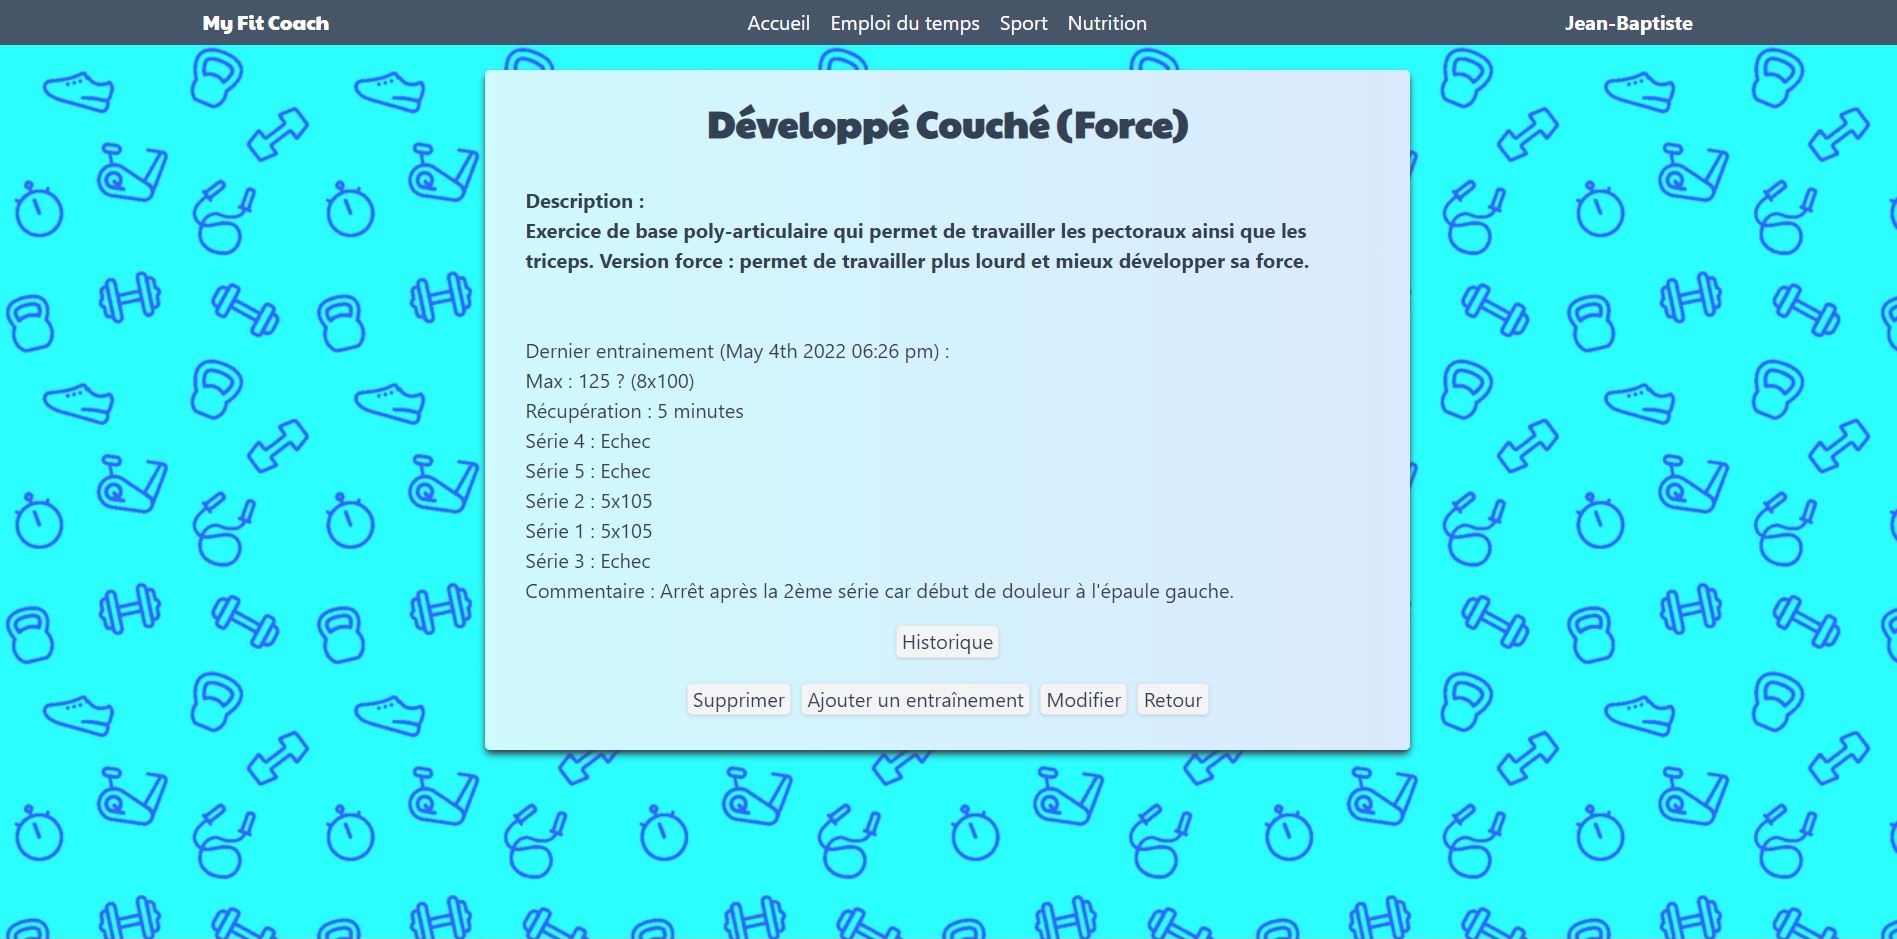 My Fit Coach
Accueil Emploi du temps Sport Nutrition
Jean-Baptiste
Développé Couché (Force)
Description :
Exercice de base poly-articulaire qui permet de travailler les pectoraux ainsi que les
triceps. Version force : permet de travailler plus lourd et mieux développer sa force.
Dernier entrainement (May 4th 2022 06:26 pm) :
Max : 125 ? (8x100)
Récupération : 5 minutes
Série 4 : Echec
Série 5 : Echec
Série 2 : 5x105
Série 1 : 5x105
Série 3 : Echec
Commentaire : Arrêt après la 2ème série car début de douleur à l'épaule gauche.
Historique
Supprimer Ajouter un entraînement Modifier Retour